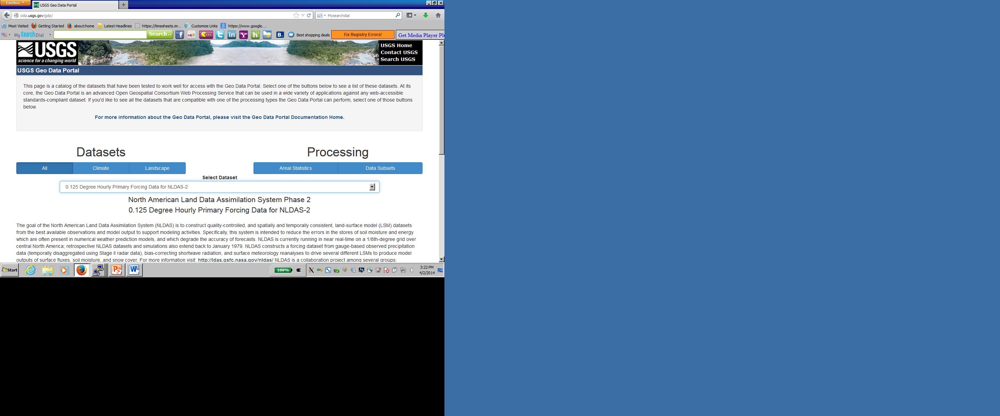 Firefox
USGS Geo Data Portal
cida.usgs.gov/gdp/
Mysearchdial
Most Visited Getting Started about:home Latest Headlines https://timesheets.im... Customize Links https://www.google....
My Search Dial Search >> Best shopping deals Fix Registry Errors! Get Media Player Plu
USGS
science for a changing world
USGS Home
Contact USGS
Search USGS
USGS Geo Data Portal
This page is a catalog of the datasets that have been tested to work well for access with the Geo Data Portal. Select one of the buttons below to see a list of these datasets. At its
core, the Geo Data Portal is an advanced Open Geospatial Consortium Web Processing Service that can be used in a wide variety of applications against any web-accessible
standards-compliant dataset. If you'd like to see all the datasets that are compatible with one of the processing types the Geo Data Portal can perform, select one of those buttons
below.
For more information about the Geo Data Portal, please visit the Geo Data Portal Documentation Home.
Datasets
Processing
All Climate Landscape
Areal Statistics Data Subsets
Select Dataset
0.125 Degree Hourly Primary Forcing Data for NLDAS-2
North American Land Data Assimilation System Phase 2
0.125 Degree Hourly Primary Forcing Data for NLDAS-2
The goal of the North American Land Data Assimilation System (NLDAS) is to construct quality-controlled, and spatially and temporally consistent, land-surface model (LSM) datasets
from the best available observations and model output to support modeling activities. Specifically, this system is intended to reduce the errors in the stores of soil moisture and energy
which are often present in numerical weather prediction models, and which degrade the accuracy of forecasts. NLDAS is currently running in near real-time on a 1/8th-degree grid over
central North America; retrospective NLDAS datasets and simulations also extend back to January 1979. NLDAS constructs a forcing dataset from gauge-based observed precipitation
data (temporally disaggregated using Stage II radar data), bias-correcting shortwave radiation, and surface meteorology reanalyses to drive several different LSMs to produce model
outputs of surface fluxes, soil moisture, and snow cover. For more information visit: http://ldas.gsfc.nasa.gov/nldas/ NLDAS is a collaboration project among several groups:
Start
100%
3:22 PM
4/2/2014